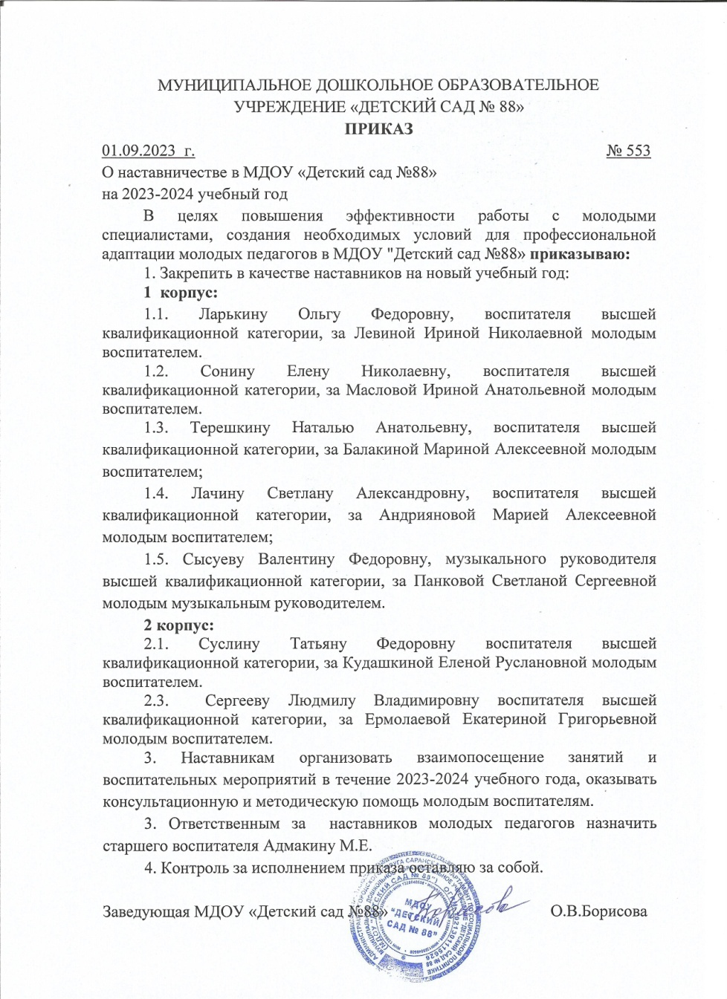 МУНИЦИПАЛЬНОЕ ДОШКОЛЬНОЕ ОБРАЗОВАТЕЛЬНОЕ
УЧРЕЖДЕНИЕ «ДЕТСКИЙ САД № 88»
ПРИКАЗ
01.09.2023 г. № 553
О наставничестве в МДОУ «Детский сад №88»
на 2023-2024 учебный год
В целях повышения эффективности работы с молодыми
специалистами, создания необходимых условий для профессиональной
адаптации молодых педагогов в МДОУ "Детский сад №88» приказываю:
1. Закрепить в качестве наставников на новый учебный год:
1 корпус:
1.1. Ларькину Ольгу Федоровну, воспитателя высшей
квалификационной категории, за Левиной Ириной Николаевной молодым
воспитателем.
1.2. Сонину Елену Николаевну, воспитателя высшей
квалификационной категории, за Масловой Ириной Анатольевной молодым
воспитателем.
1.3. Терешкину Наталью Анатольевну, воспитателя высшей
квалификационной категории, за Балакиной Мариной Алексеевной молодым
воспитателем;
1.4. Лачину Светлану Александровну, воспитателя высшей
квалификационной категории, за Андрияновой Марией Алексеевной
молодым воспитателем;
1.5. Сысуеву Валентину Федоровну, музыкального руководителя
высшей квалификационной категории, за Панковой Светланой Сергеевной
молодым музыкальным руководителем.
2 корпус:
2.1. Суслину Татьяну Федоровну воспитателя высшей
квалификационной категории, за Кудашкиной Еленой Руслановной молодым
воспитателем.
2.3. Сергееву Людмилу Владимировну воспитателя высшей
квалификационной категории, за Ермолаевой Екатериной Григорьевной
молодым воспитателем.
3. Наставникам организовать взаимопосещение занятий и
воспитательных мероприятий в течение 2023-2024 учебного года, оказывать
консультационную и методическую помощь молодым воспитателям.
3. Ответственным за наставников молодых педагогов назначить
старшего воспитателя Адмакину М.Е.
4. Контроль за исполнением приказа оставляю за собой.
Заведующая МДОУ «Детский сад №88» О.В.Борисова
МДОУ
"ДЕТСКИЙ
САД № 88"